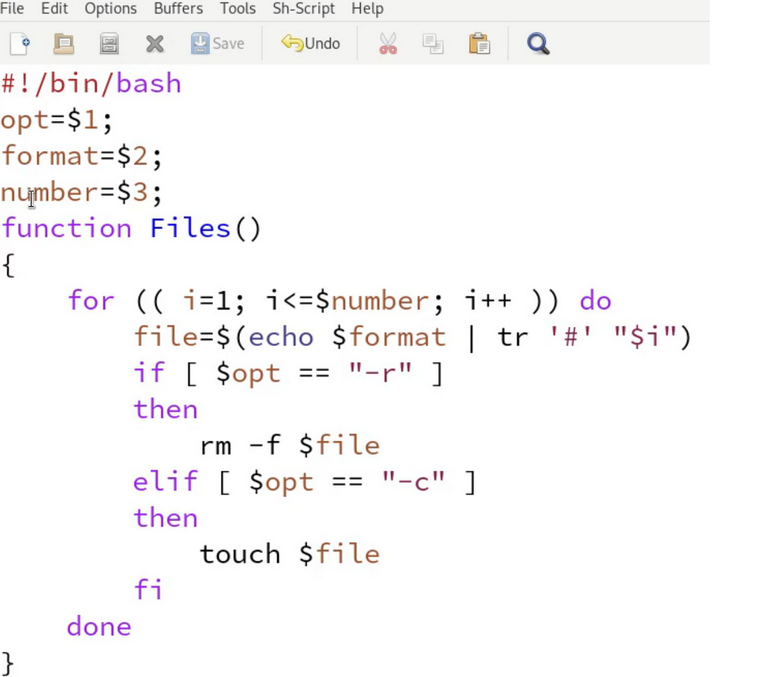 File Edit Options Buffers Tools Sh-Script Help
Save Undo
#!/bin/bash
opt=$1;
format=$2;
number=$3;
function Files()
{
for (( i=1; i<=$number; i++ )) do
file=$(echo $format | tr '#' "$i")
if [ $opt == "-r" ]
then
rm -f $file
elif [ $opt == "-c" ]
then
touch $file
fi
done
}